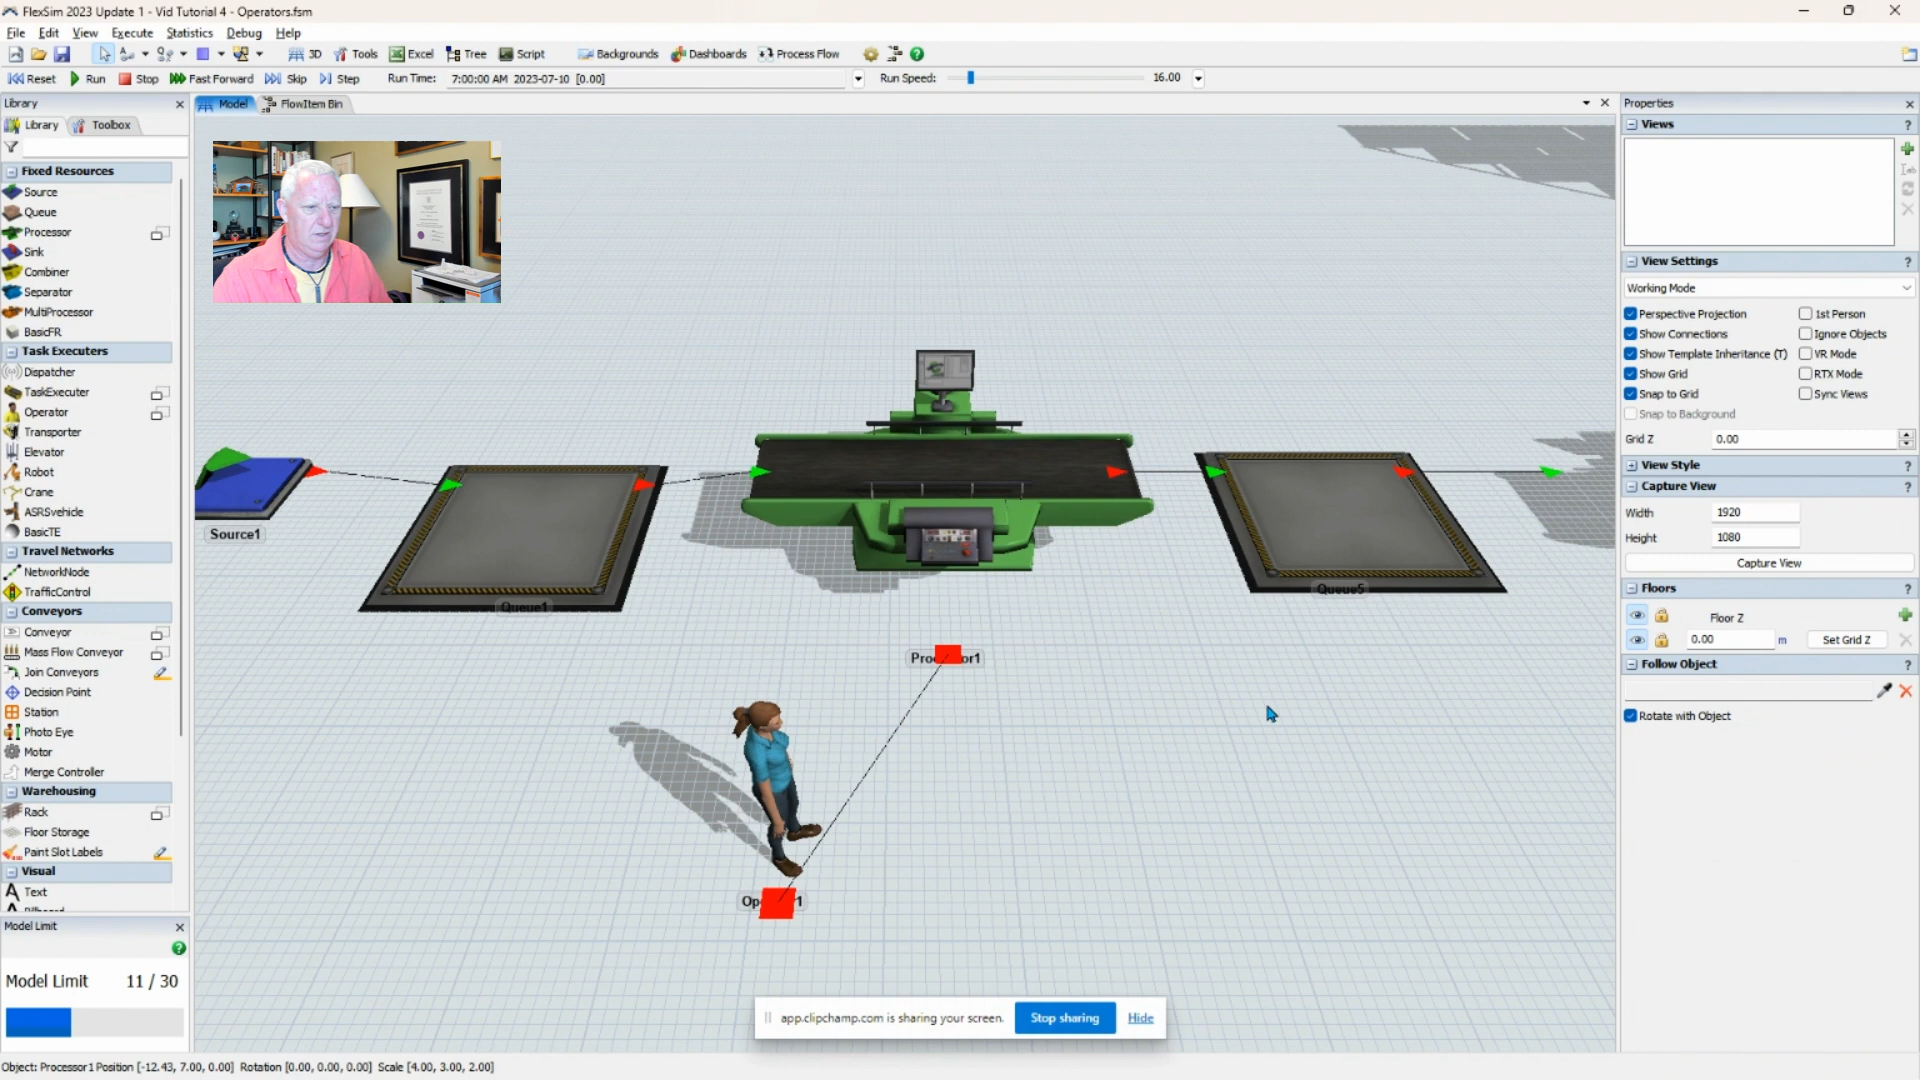 FlexSim 2023 Update 1 - Vid Tutorial 4 - Operators.fsm
File Edit View Execute Statistics Debug Help
3D Tools Excel Tree Script Backgrounds Dashboards Process Flow
Reset Run Stop Fast Forward Skip Step Run Time: 7:00:00 AM 2023-07-10 [0.00] Run Speed: 16.00
Library
Library Toolbox
Fixed Resources
Source
Queue
Processor
Sink
Combiner
Separator
MultiProcessor
BasicFR
Task Executers
Dispatcher
TaskExecuter
Operator
Transporter
Elevator
Robot
Crane
ASRSvehicle
BasicTE
Travel Networks
NetworkNode
TrafficControl
Conveyors
Conveyor
Mass Flow Conveyor
Join Conveyors
Decision Point
Station
Photo Eye
Motor
Merge Controller
Warehousing
Rack
Floor Storage
Paint Slot Labels
Visual
A Text
Model Limit
Model Limit 11 / 30
Model FlowItem Bin
Source1
Queue1
Queue5
app.clipchamp.com is sharing your screen. Stop sharing Hide
Properties
Views
View Settings
Working Mode
Perspective Projection 1st Person
Show Connections Ignore Objects
Show Template Inheritance (T) VR Mode
Show Grid RTX Mode
Snap to Grid Sync Views
Snap to Background
Grid Z 0.00
View Style
Capture View
Width 1920
Height 1080
Capture View
Floors
Floor Z
0.00 m Set Grid Z
Follow Object
Rotate with Object
Object: Processor1 Position [-12.43, 7.00, 0.00] Rotation [0.00, 0.00, 0.00] Scale [4.00, 3.00, 2.00]